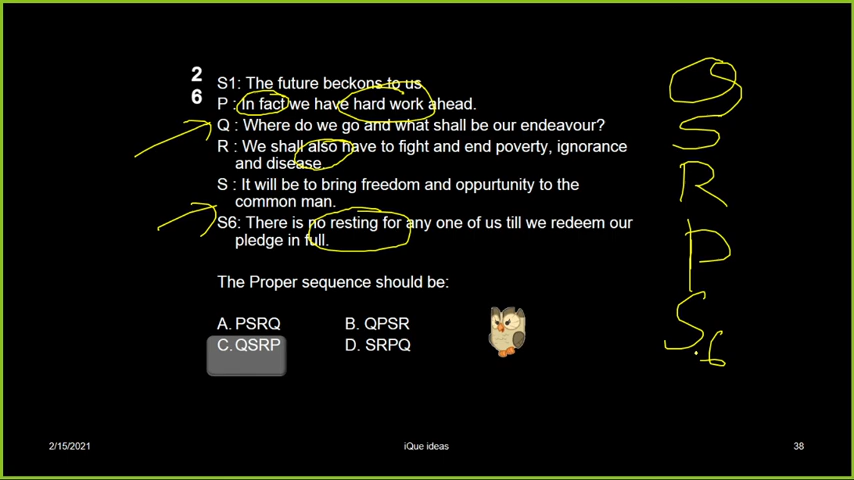 2
6
S1: The future beckons to us.
P : In fact we have hard work ahead.
Q : Where do we go and what shall be our endeavour?
R : We shall also have to fight and end poverty, ignorance
and disease.
S : It will be to bring freedom and oppurtunity to the
common man.
S6: There is no resting for any one of us till we redeem our
pledge in full.
The Proper sequence should be:
A. PSRQ
B. QPSR
C. QSRP
D. SRPQ
Q
S
R
P
S.6
2/15/2021
iQue ideas
38